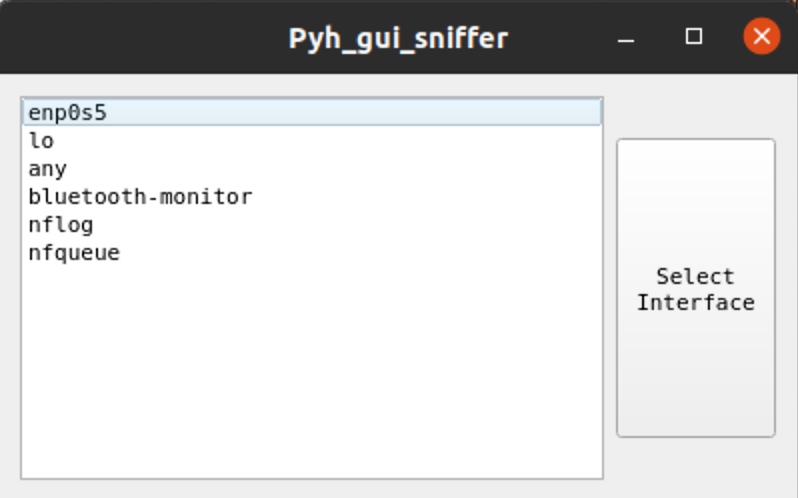 Pyh_gui_sniffer
enp0s5
lo
any
bluetooth-monitor
nflog
nfqueue
Select
Interface